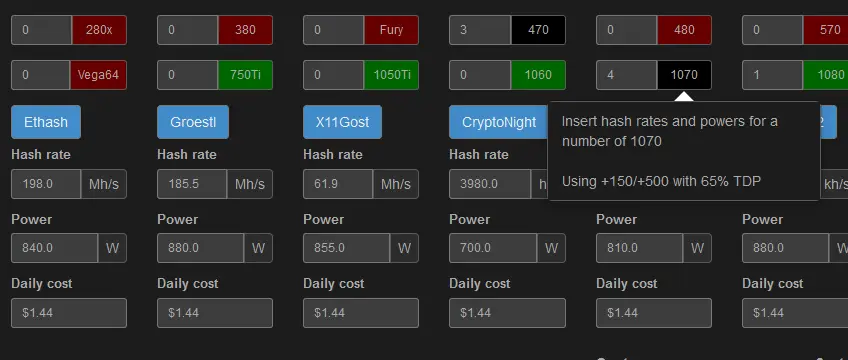 0 280x 0 380 0 Fury 3 470 0 480 0 570
0 Vega64 0 750Ti 0 1050Ti 0 1060 4 1070 1 1080
Ethash Groestl X11Gost CryptoNight
Insert hash rates and powers for a
number of 1070
Using +150/+500 with 65% TDP
Hash rate Hash rate Hash rate Hash rate
198.0 Mh/s 185.5 Mh/s 61.9 Mh/s 3980.0 kh/s
Power Power Power Power Power Power
840.0 W 880.0 W 855.0 W 700.0 W 810.0 W 880.0 W
Daily cost Daily cost Daily cost Daily cost Daily cost Daily cost
$1.44 $1.44 $1.44 $1.44 $1.44 $1.44